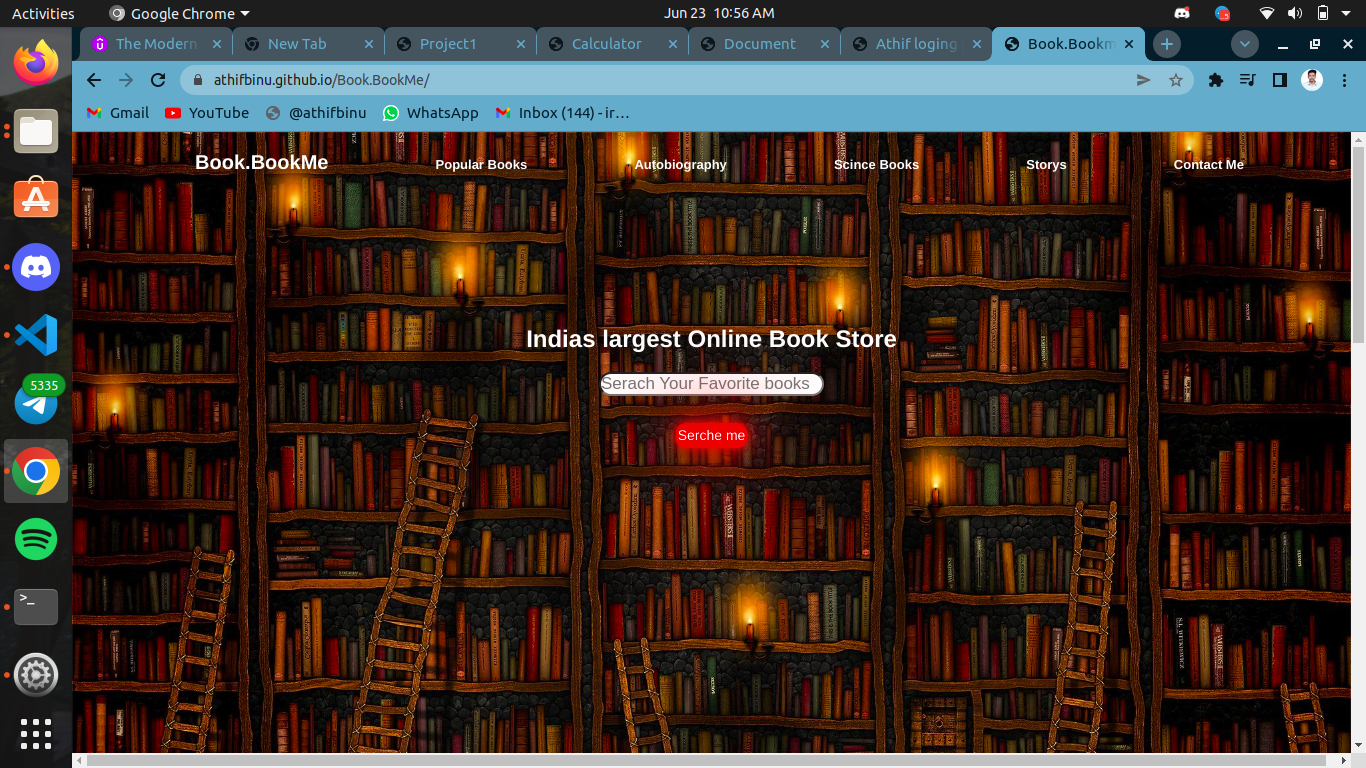 Activities
Google Chrome
Jun 23 10:56 AM
The Modern
New Tab
Project1
Calculator
Document
Athif loging
Book.Bookm
athifbinu.github.io/Book.BookMe/
Gmail
YouTube
@athifbinu
WhatsApp
Inbox (144) - ir…
5335
Book.BookMe
Popular Books
Autobiography
Scince Books
Storys
Contact Me
Indias largest Online Book Store
Serach Your Favorite books
Serche me